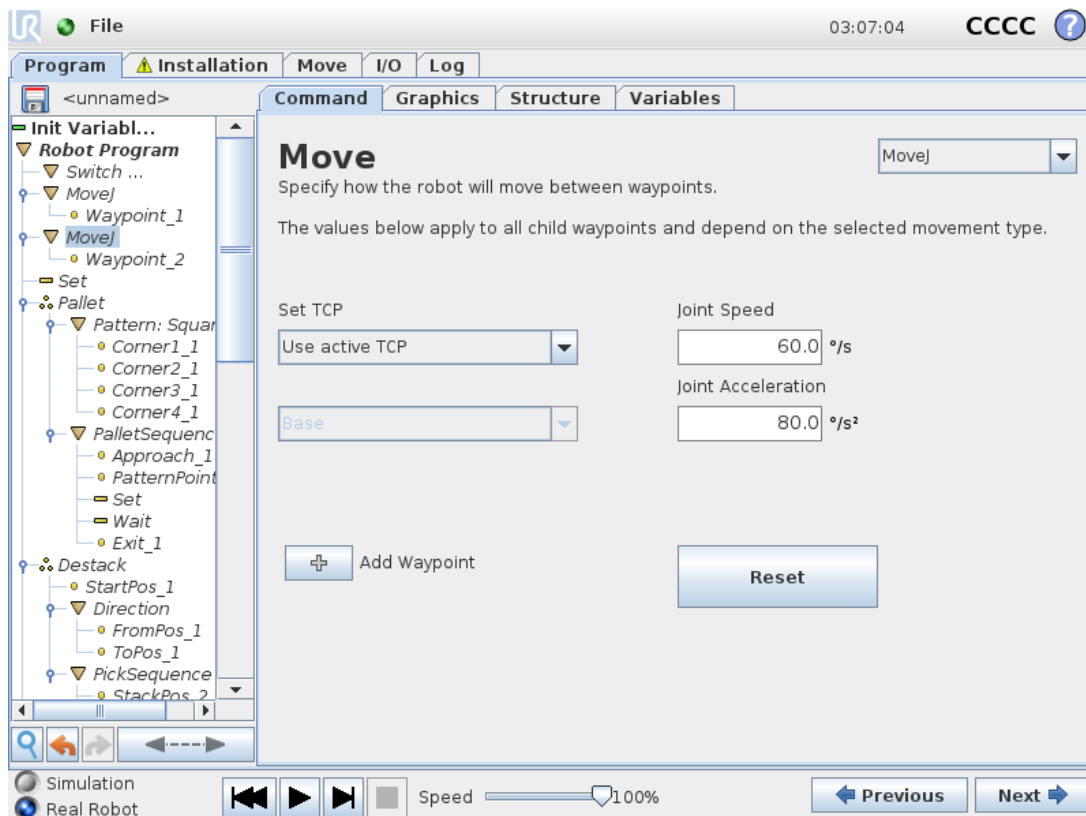 File 03:07:04 CCCC ?
Program Installation Move I/O Log
<unnamed> Command Graphics Structure Variables
Init Variabl...
Robot Program
Switch ...
MoveJ
Waypoint_1
MoveJ
Waypoint_2
Set
Pallet
Pattern: Squar
Corner1_1
Corner2_1
Corner3_1
Corner4_1
PalletSequenc
Approach_1
PatternPoint
Set
Wait
Exit_1
Destack
StartPos_1
Direction
FromPos_1
ToPos_1
PickSequence
StackPos_2
Move MoveJ
Specify how the robot will move between waypoints.
The values below apply to all child waypoints and depend on the selected movement type.
Set TCP Joint Speed
Use active TCP 60.0 °/s
Joint Acceleration
Base 80.0 °/s²
Add Waypoint Reset
Simulation
Real Robot
Speed 100% Previous Next